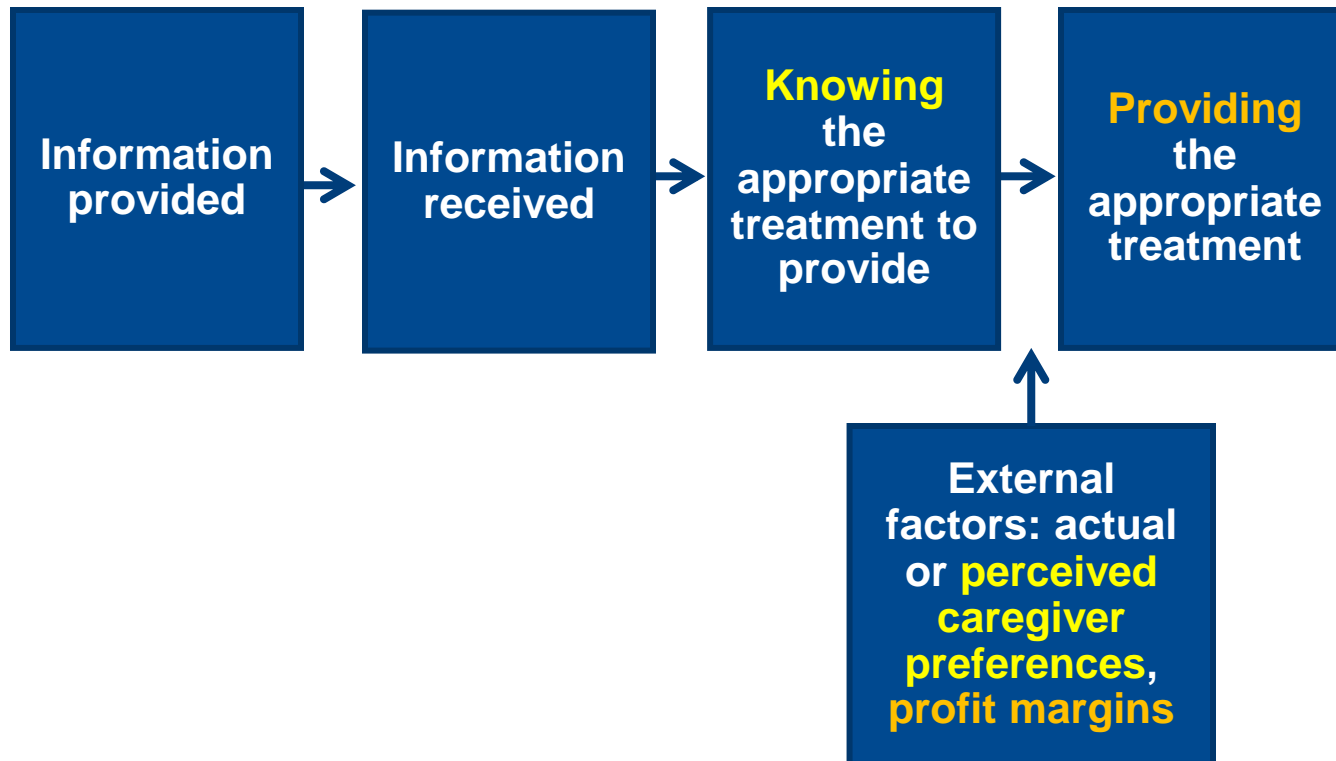 Information
provided
Information
received
Knowing
the
appropriate
treatment to
provide
Providing
the
appropriate
treatment
External
factors: actual
or perceived
caregiver
preferences,
profit margins